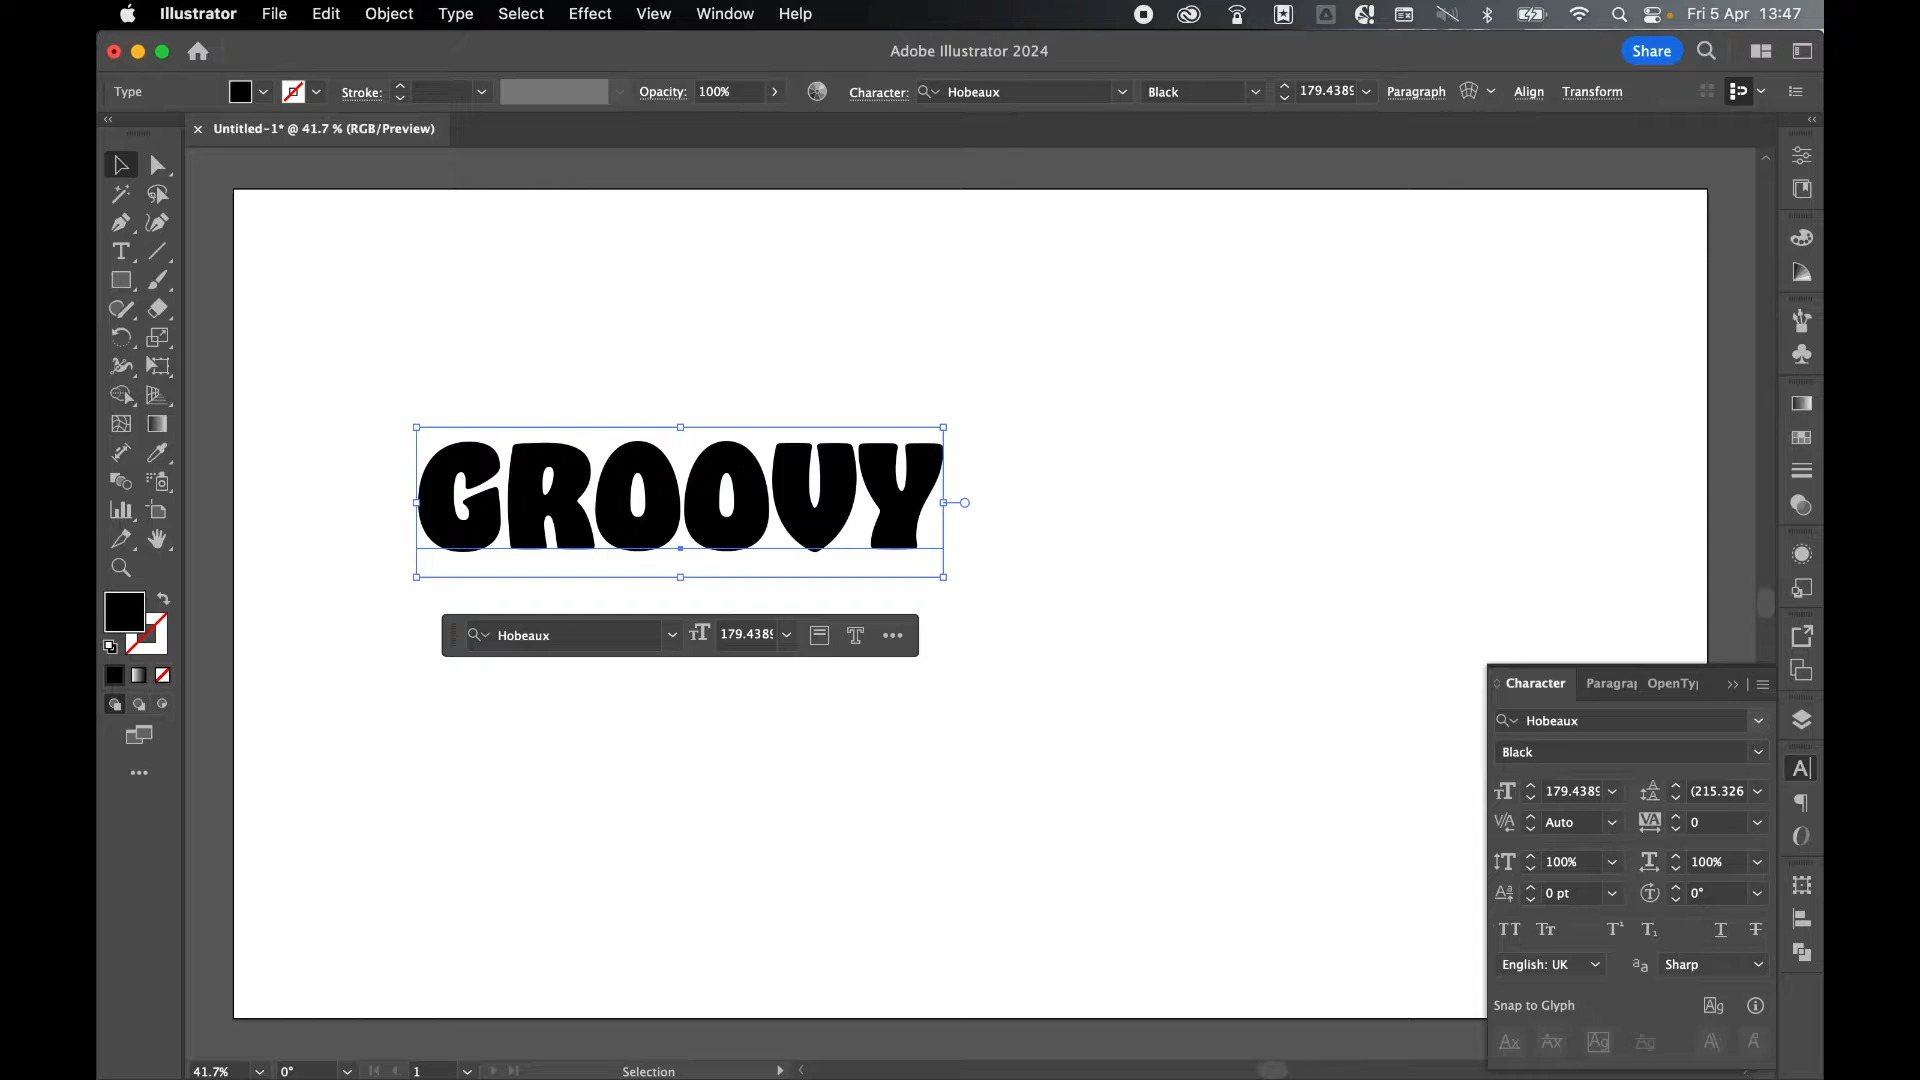 Illustrator File Edit Object Type Select Effect View Window Help Fri 5 Apr 13:47
Adobe Illustrator 2024 Share
Type Stroke: Opacity: 100% Character: Hobeaux Black 179.4389 Paragraph Align Transform
Untitled-1* @ 41.7 % (RGB/Preview)
GROOVY
Hobeaux 179.4389
Character Paragrap OpenTy
Hobeaux
Black
179.4389 (215.326
Auto 0
100% 100%
0 pt 0°
English: UK Sharp
Snap to Glyph
41.7% 0° 1 Selection